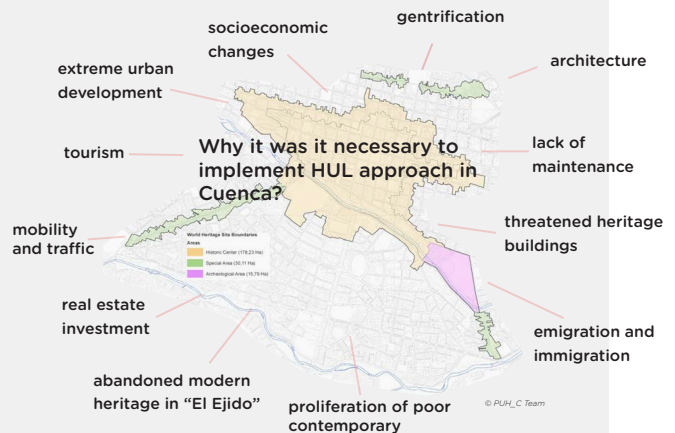 gentrification
socioeconomic
changes
architecture
extreme urban
development
Why it was it necessary to
implement HUL approach in
Cuenca?
lack of
maintenance
tourism
threatened heritage
buildings
mobility
and traffic
World Heritage Site Boundaries
Areas
Historic Center (178,23 Ha)
Special Area (30,11 Ha)
Archaeological Area (15,79 Ha)
real estate
investment
emigration and
immigration
abandoned modern
heritage in “El Ejido”
proliferation of poor
contemporary
© PUH_C Team